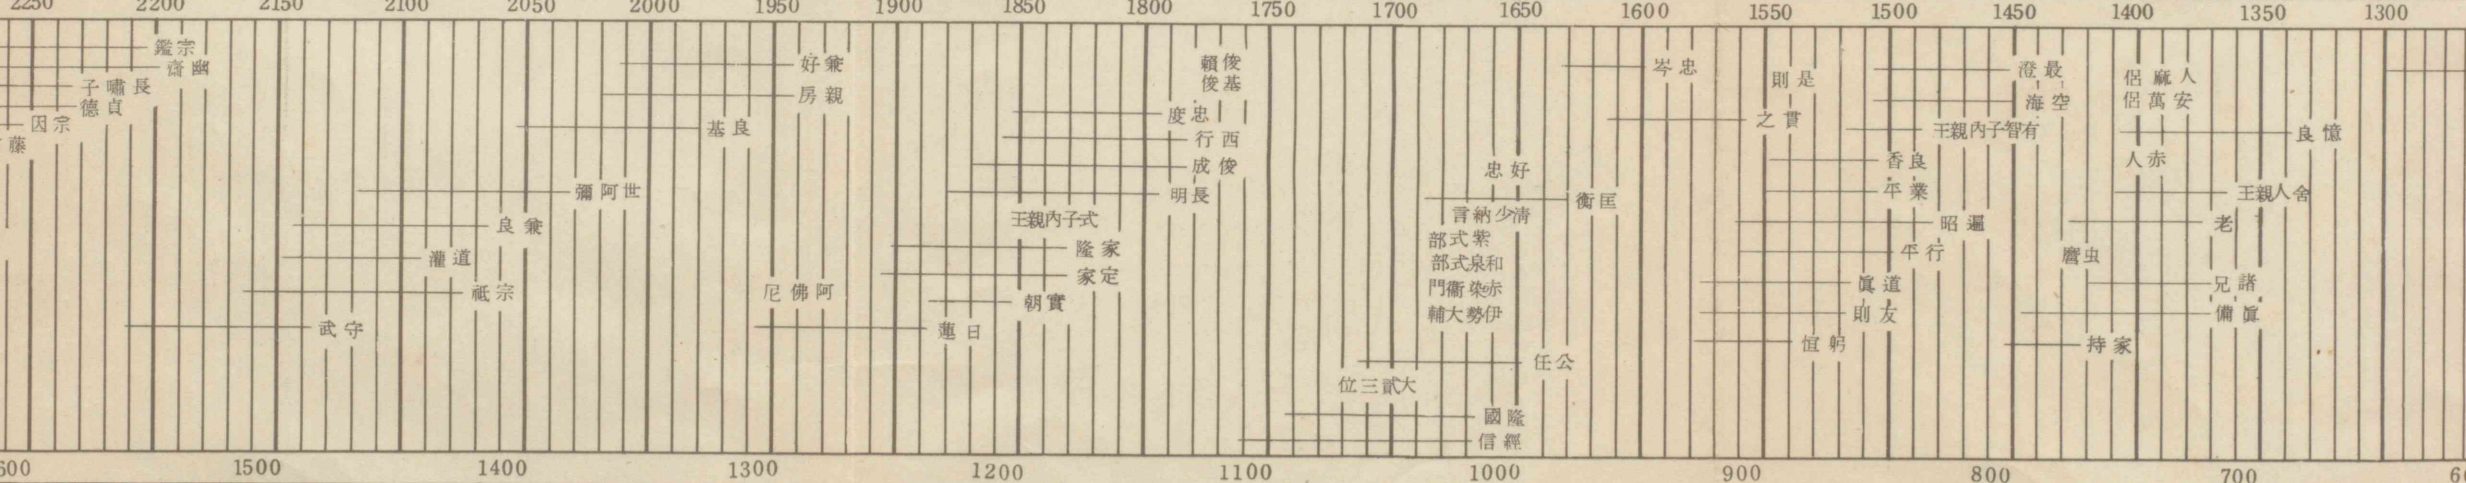 2250 2200 2150 2100 2050 2000 1950 1900 1850 1800 1750 1700 1650 1600 1550 1500 1450 1400 1350 1300
人麻侶
安萬侶
憶良
赤人
舍人親王
老
虫麿
諸兄
眞備
家持
最澄
空海
有智子內親王
良香
業平
遍昭
行平
道眞
友則
躬恒
是則
貫之
忠岑
匡衡
好忠
淸少納言
紫式部
和泉式部
赤染衞門
伊勢大輔
公任
大貳三位
隆國
經信
俊賴
基俊
忠度
西行
俊成
長明
式子內親王
家隆
定家
實朝
日蓮
兼好
親房
良基
阿佛尼
世阿彌
兼良
道灌
宗祇
守武
宗鑑
幽齋
長嘯子
貞德
宗因
藤
1500 1400 1300 1200 1100 1000 900 800 700